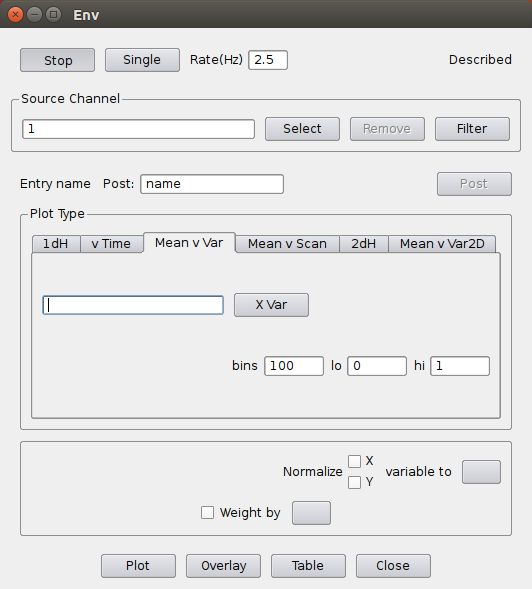 Env
Stop Single Rate(Hz) 2.5 Described
Source Channel
1 Select Remove Filter
Entry name Post: name Post
Plot Type
1dH v Time Mean v Var Mean v Scan 2dH Mean v Var2D
X Var
bins 100 lo 0 hi 1
Normalize X variable to
Y
Weight by
Plot Overlay Table Close